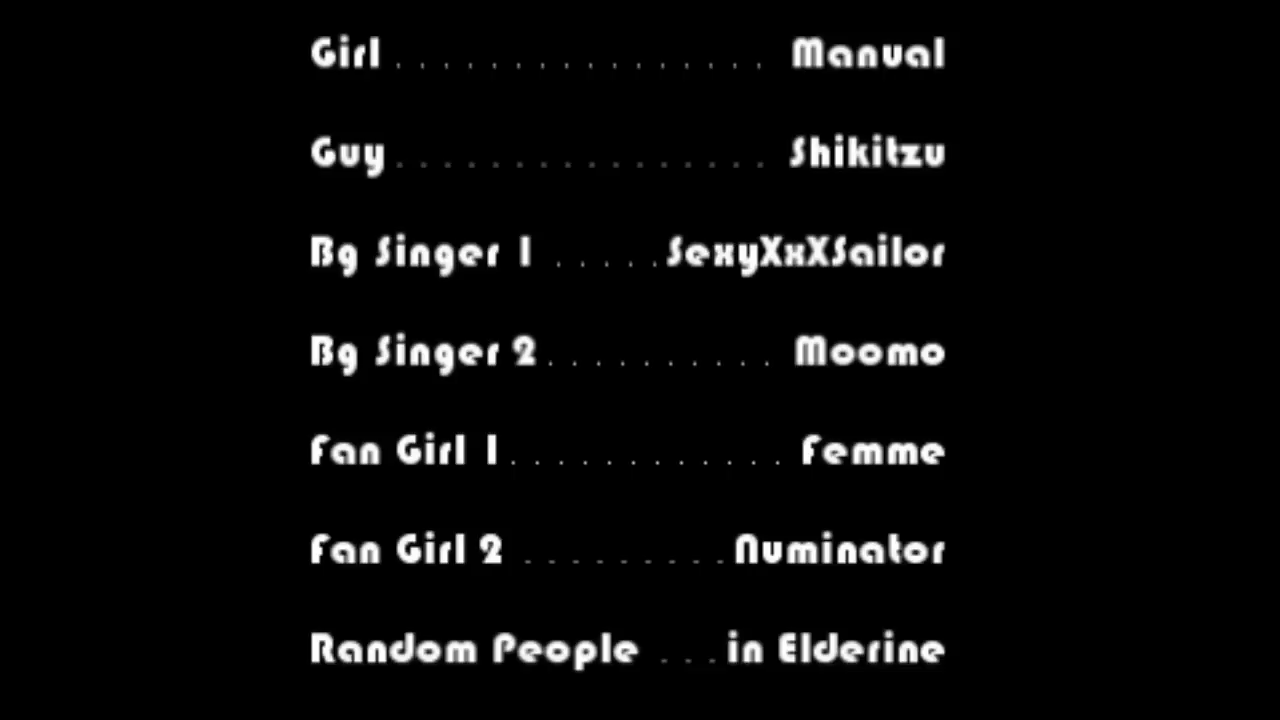 Girl . . . . . . . . . . . . . . . . Manual
Guy . . . . . . . . . . . . . . . . Shikitzu
Bg Singer 1 . . . . . SexyXxXSailor
Bg Singer 2 . . . . . . . . . . Moomo
Fan Girl 1 . . . . . . . . . . . . Femme
Fan Girl 2 . . . . . . . . . Numinator
Random People . . . in Elderine